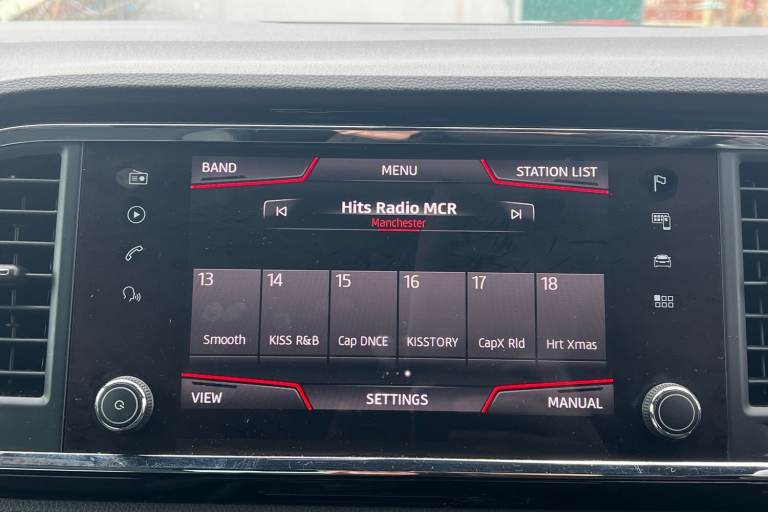 BAND MENU STATION LIST
Hits Radio MCR
Manchester
13 14 15 16 17 18
Smooth KISS R&B Cap DNCE KISSTORY CapX Rld Hrt Xmas
VIEW SETTINGS MANUAL